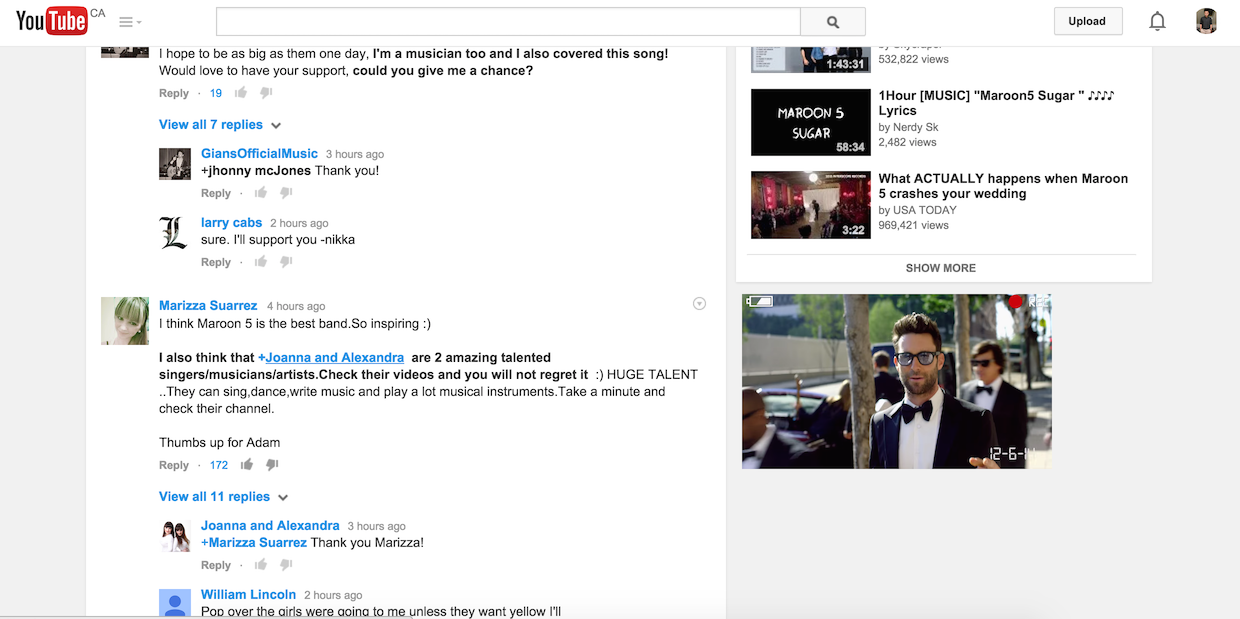 YouTube CA
Upload
I hope to be as big as them one day, I'm a musician too and I also covered this song!
Would love to have your support, could you give me a chance?
Reply · 19
View all 7 replies
GiansOfficialMusic 3 hours ago
+jhonny mcJones Thank you!
Reply ·
larry cabs 2 hours ago
sure. I'll support you -nikka
Reply ·
Marizza Suarrez 4 hours ago
I think Maroon 5 is the best band.So inspiring :)
I also think that +Joanna and Alexandra are 2 amazing talented
singers/musicians/artists.Check their videos and you will not regret it :) HUGE TALENT
..They can sing,dance,write music and play a lot musical instruments.Take a minute and
check their channel.
Thumbs up for Adam
Reply · 172
View all 11 replies
Joanna and Alexandra 3 hours ago
+Marizza Suarrez Thank you Marizza!
Reply ·
William Lincoln 2 hours ago
Pop over the girls were going to me unless they want yellow I'll
1:43:31
532,822 views
MAROON 5
SUGAR
58:34
1Hour [MUSIC] "Maroon5 Sugar " ♪♪♪♪
Lyrics
by Nerdy Sk
2,482 views
3:22
What ACTUALLY happens when Maroon
5 crashes your wedding
by USA TODAY
969,421 views
SHOW MORE
REC
12-6-14